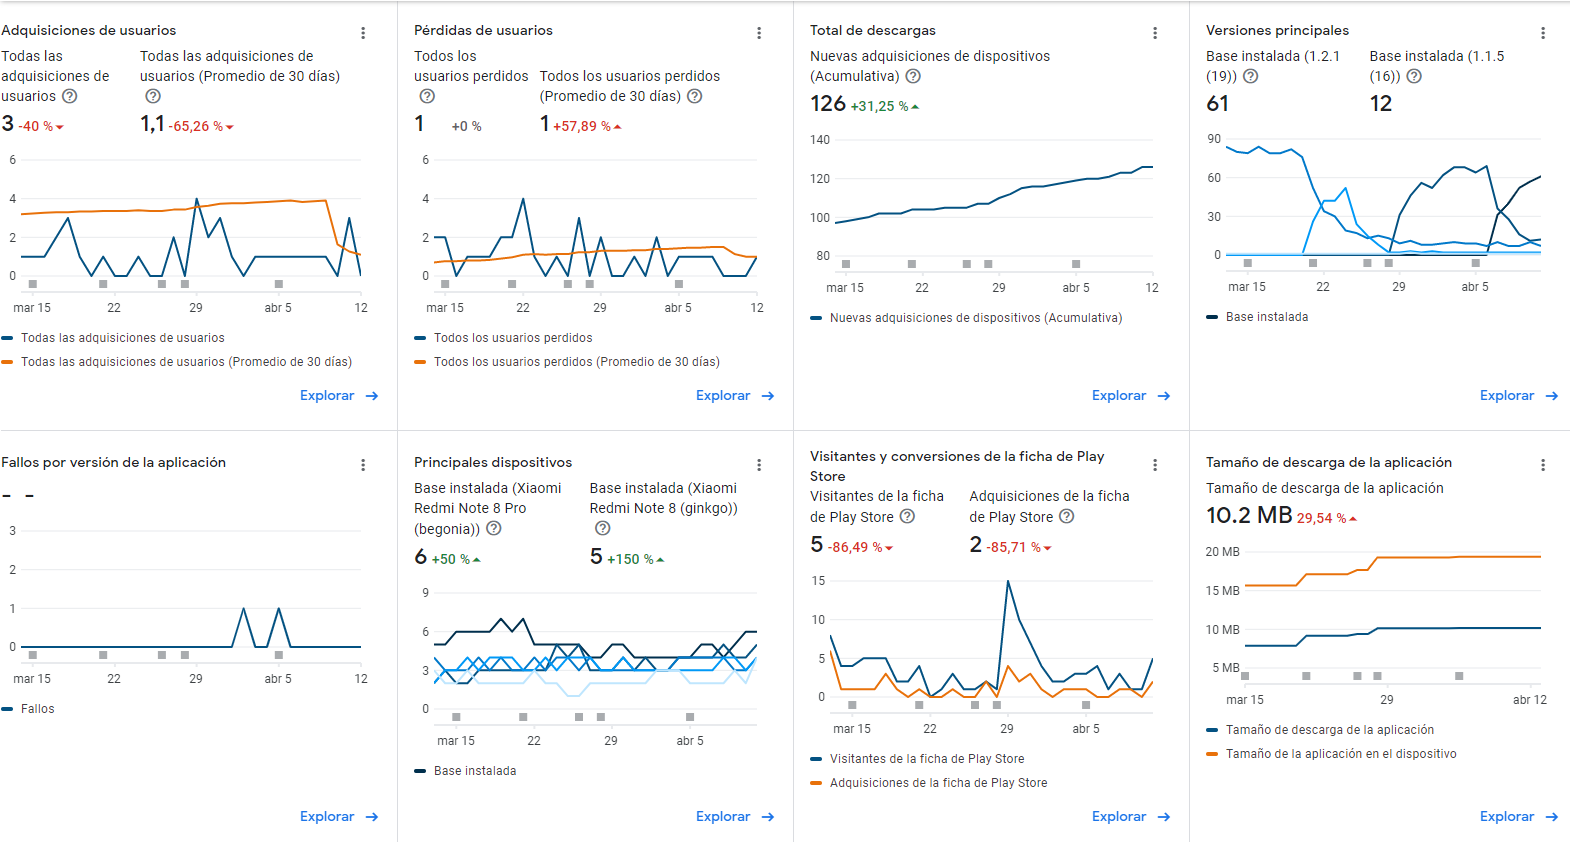 Adquisiciones de usuarios
Todas las
adquisiciones de
usuarios
Todas las adquisiciones de
usuarios (Promedio de 30 días)
3 -40 %
1,1 -65,26 %
6
4
2
0
mar 15
22
29
abr 5
12
Todas las adquisiciones de usuarios
Todas las adquisiciones de usuarios (Promedio de 30 días)
Explorar
Pérdidas de usuarios
Todos los
usuarios perdidos
Todos los usuarios perdidos
(Promedio de 30 días)
1 +0 %
1 +57,89 %
6
4
2
0
mar 15
22
29
abr 5
12
Todos los usuarios perdidos
Todos los usuarios perdidos (Promedio de 30 días)
Explorar
Total de descargas
Nuevas adquisiciones de dispositivos
(Acumulativa)
126 +31,25 %
140
120
100
80
mar 15
22
29
abr 5
12
Nuevas adquisiciones de dispositivos (Acumulativa)
Explorar
Versiones principales
Base instalada (1.2.1
(19))
Base instalada (1.1.5
(16))
61
12
90
60
30
0
mar 15
22
29
abr 5
Base instalada
Explorar
Fallos por versión de la aplicación
- -
3
2
1
0
mar 15
22
29
abr 5
12
Fallos
Explorar
Principales dispositivos
Base instalada (Xiaomi
Redmi Note 8 Pro
(begonia))
Base instalada (Xiaomi
Redmi Note 8 (ginkgo))
6 +50 %
5 +150 %
9
6
3
0
mar 15
22
29
abr 5
Base instalada
Explorar
Visitantes y conversiones de la ficha de Play
Store
Visitantes de la ficha
de Play Store
Adquisiciones de la ficha
de Play Store
5 -86,49 %
2 -85,71 %
15
10
5
0
mar 15
22
29
abr 5
Visitantes de la ficha de Play Store
Adquisiciones de la ficha de Play Store
Explorar
Tamaño de descarga de la aplicación
Tamaño de descarga de la aplicación
10.2 MB 29,54 %
20 MB
15 MB
10 MB
5 MB
mar 15
29
abr 12
Tamaño de descarga de la aplicación
Tamaño de la aplicación en el dispositivo
Explorar